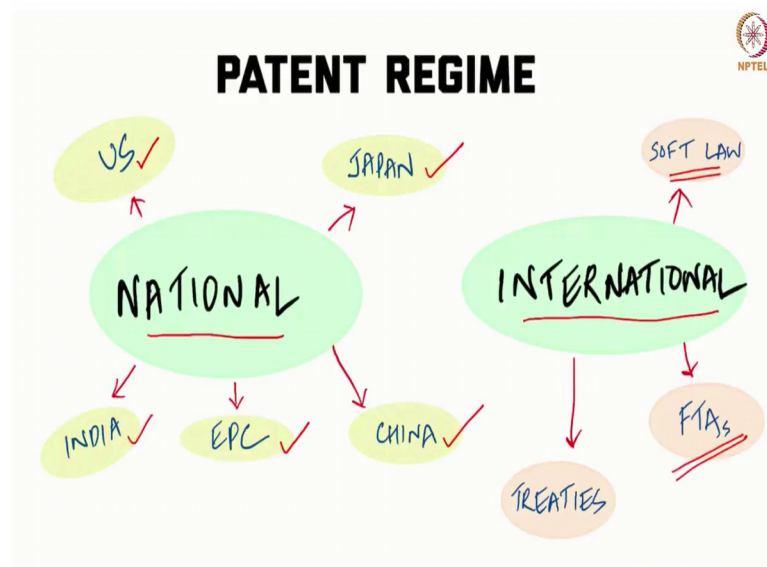 NPTEL
PATENT REGIME
US
JAPAN
SOFT LAW
NATIONAL
INTERNATIONAL
INDIA
EPC
CHINA
FTAs
TREATIES